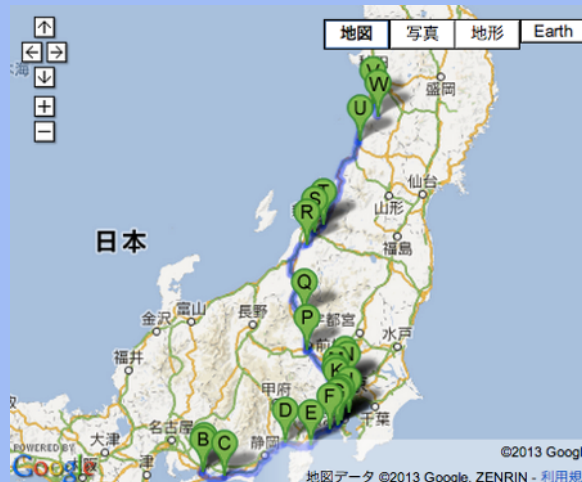 地図 写真 地形 Earth
盛岡
V
W
U
仙台
山形
T
S
R
日本
福島
Q
富山
長野
金沢
P
宇都宮
水戸
前橋
福井
N
K
甲府
F
D
E
千葉
名古屋
B
C
静岡
大津
津
POWERED BY
Google
©2013 Googl
地図データ ©2013 Google, ZENRIN - 利用規